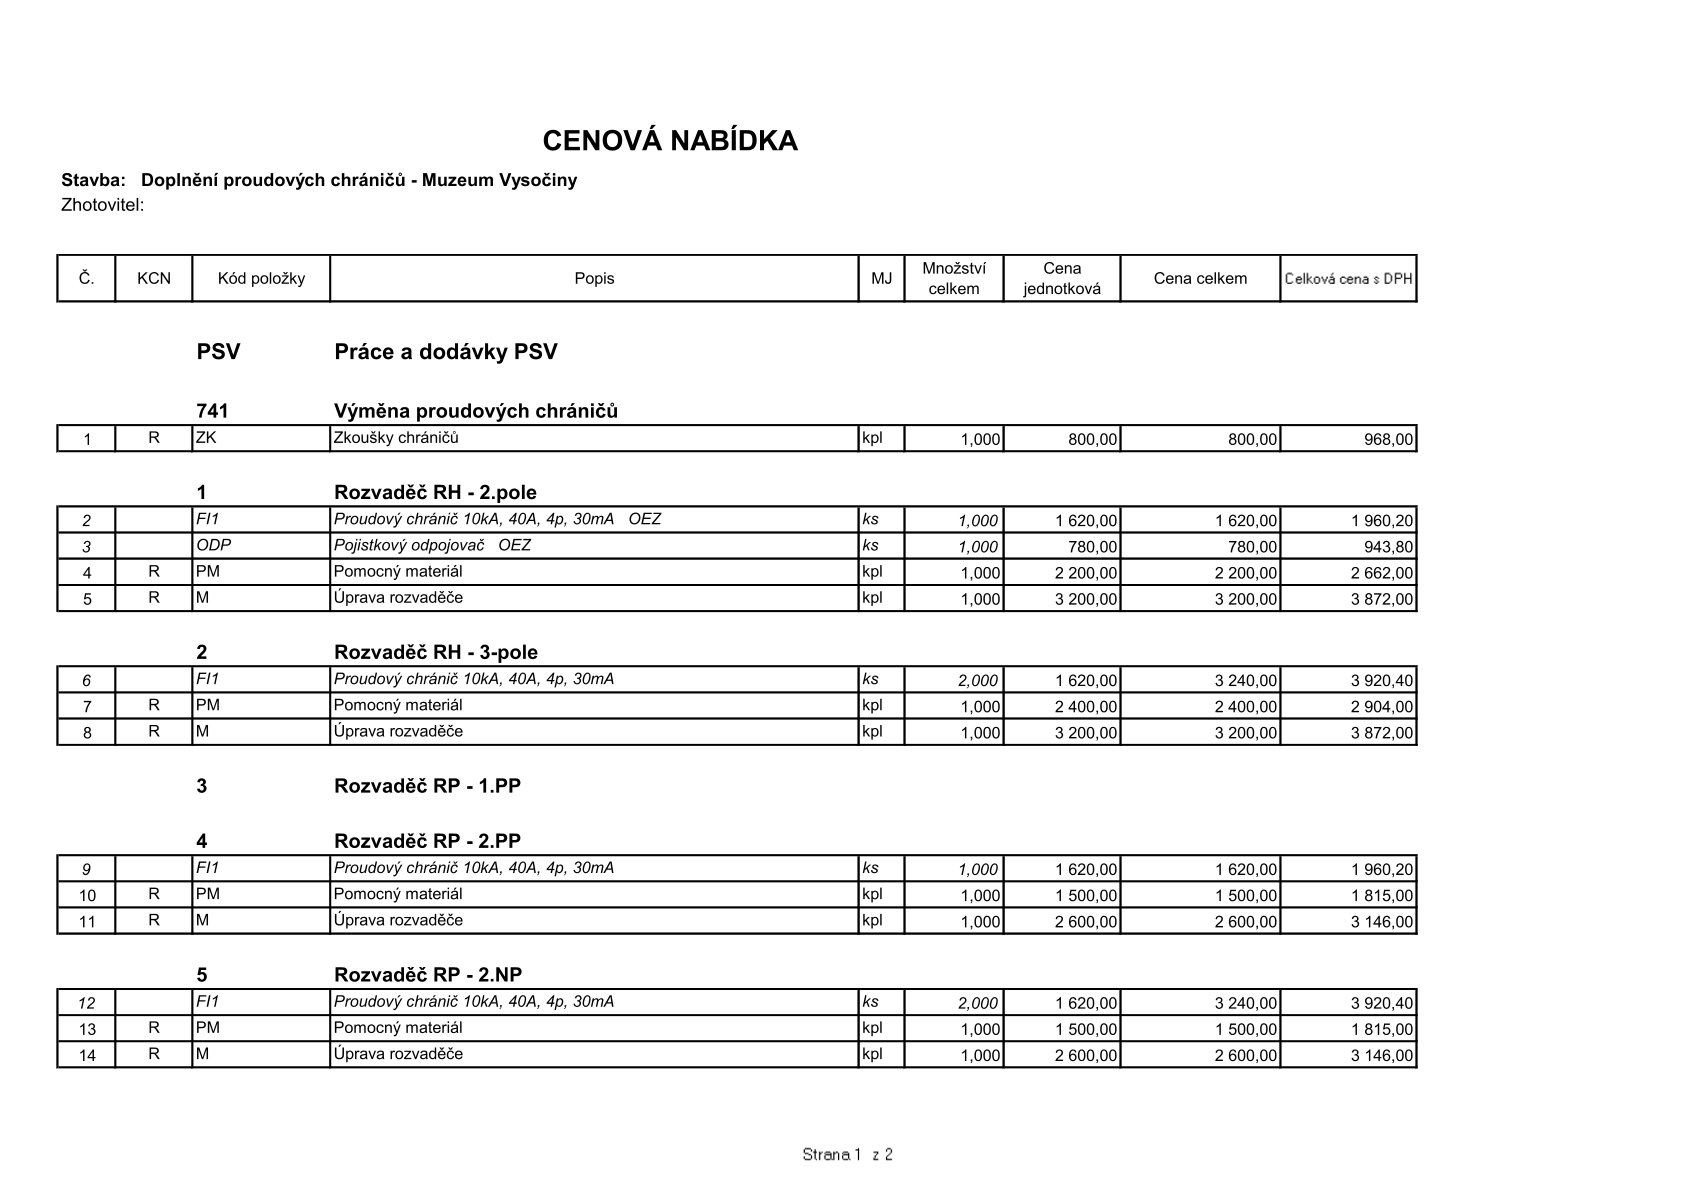 CENOVÁ NABÍDKA
Stavba: Doplnění proudových chráničů - Muzeum Vysočiny
Zhotovitel:
Č. KCN Kód položky Popis MJ Množství celkem Cena jednotková Cena celkem Celková cena s DPH
PSV Práce a dodávky PSV
741 Výměna proudových chráničů
1 R ZK Zkoušky chráničů kpl 1,000 800,00 800,00 968,00
1 Rozvaděč RH - 2.pole
2 FI1 Proudový chránič 10kA, 40A, 4p, 30mA OEZ ks 1,000 1 620,00 1 620,00 1 960,20
3 ODP Pojistkový odpojovač OEZ ks 1,000 780,00 780,00 943,80
4 R PM Pomocný materiál kpl 1,000 2 200,00 2 200,00 2 662,00
5 R M Úprava rozvaděče kpl 1,000 3 200,00 3 200,00 3 872,00
2 Rozvaděč RH - 3-pole
6 FI1 Proudový chránič 10kA, 40A, 4p, 30mA ks 2,000 1 620,00 3 240,00 3 920,40
7 R PM Pomocný materiál kpl 1,000 2 400,00 2 400,00 2 904,00
8 R M Úprava rozvaděče kpl 1,000 3 200,00 3 200,00 3 872,00
3 Rozvaděč RP - 1.PP
4 Rozvaděč RP - 2.PP
9 FI1 Proudový chránič 10kA, 40A, 4p, 30mA ks 1,000 1 620,00 1 620,00 1 960,20
10 R PM Pomocný materiál kpl 1,000 1 500,00 1 500,00 1 815,00
11 R M Úprava rozvaděče kpl 1,000 2 600,00 2 600,00 3 146,00
5 Rozvaděč RP - 2.NP
12 FI1 Proudový chránič 10kA, 40A, 4p, 30mA ks 2,000 1 620,00 3 240,00 3 920,40
13 R PM Pomocný materiál kpl 1,000 1 500,00 1 500,00 1 815,00
14 R M Úprava rozvaděče kpl 1,000 2 600,00 2 600,00 3 146,00
Strana 1 z 2